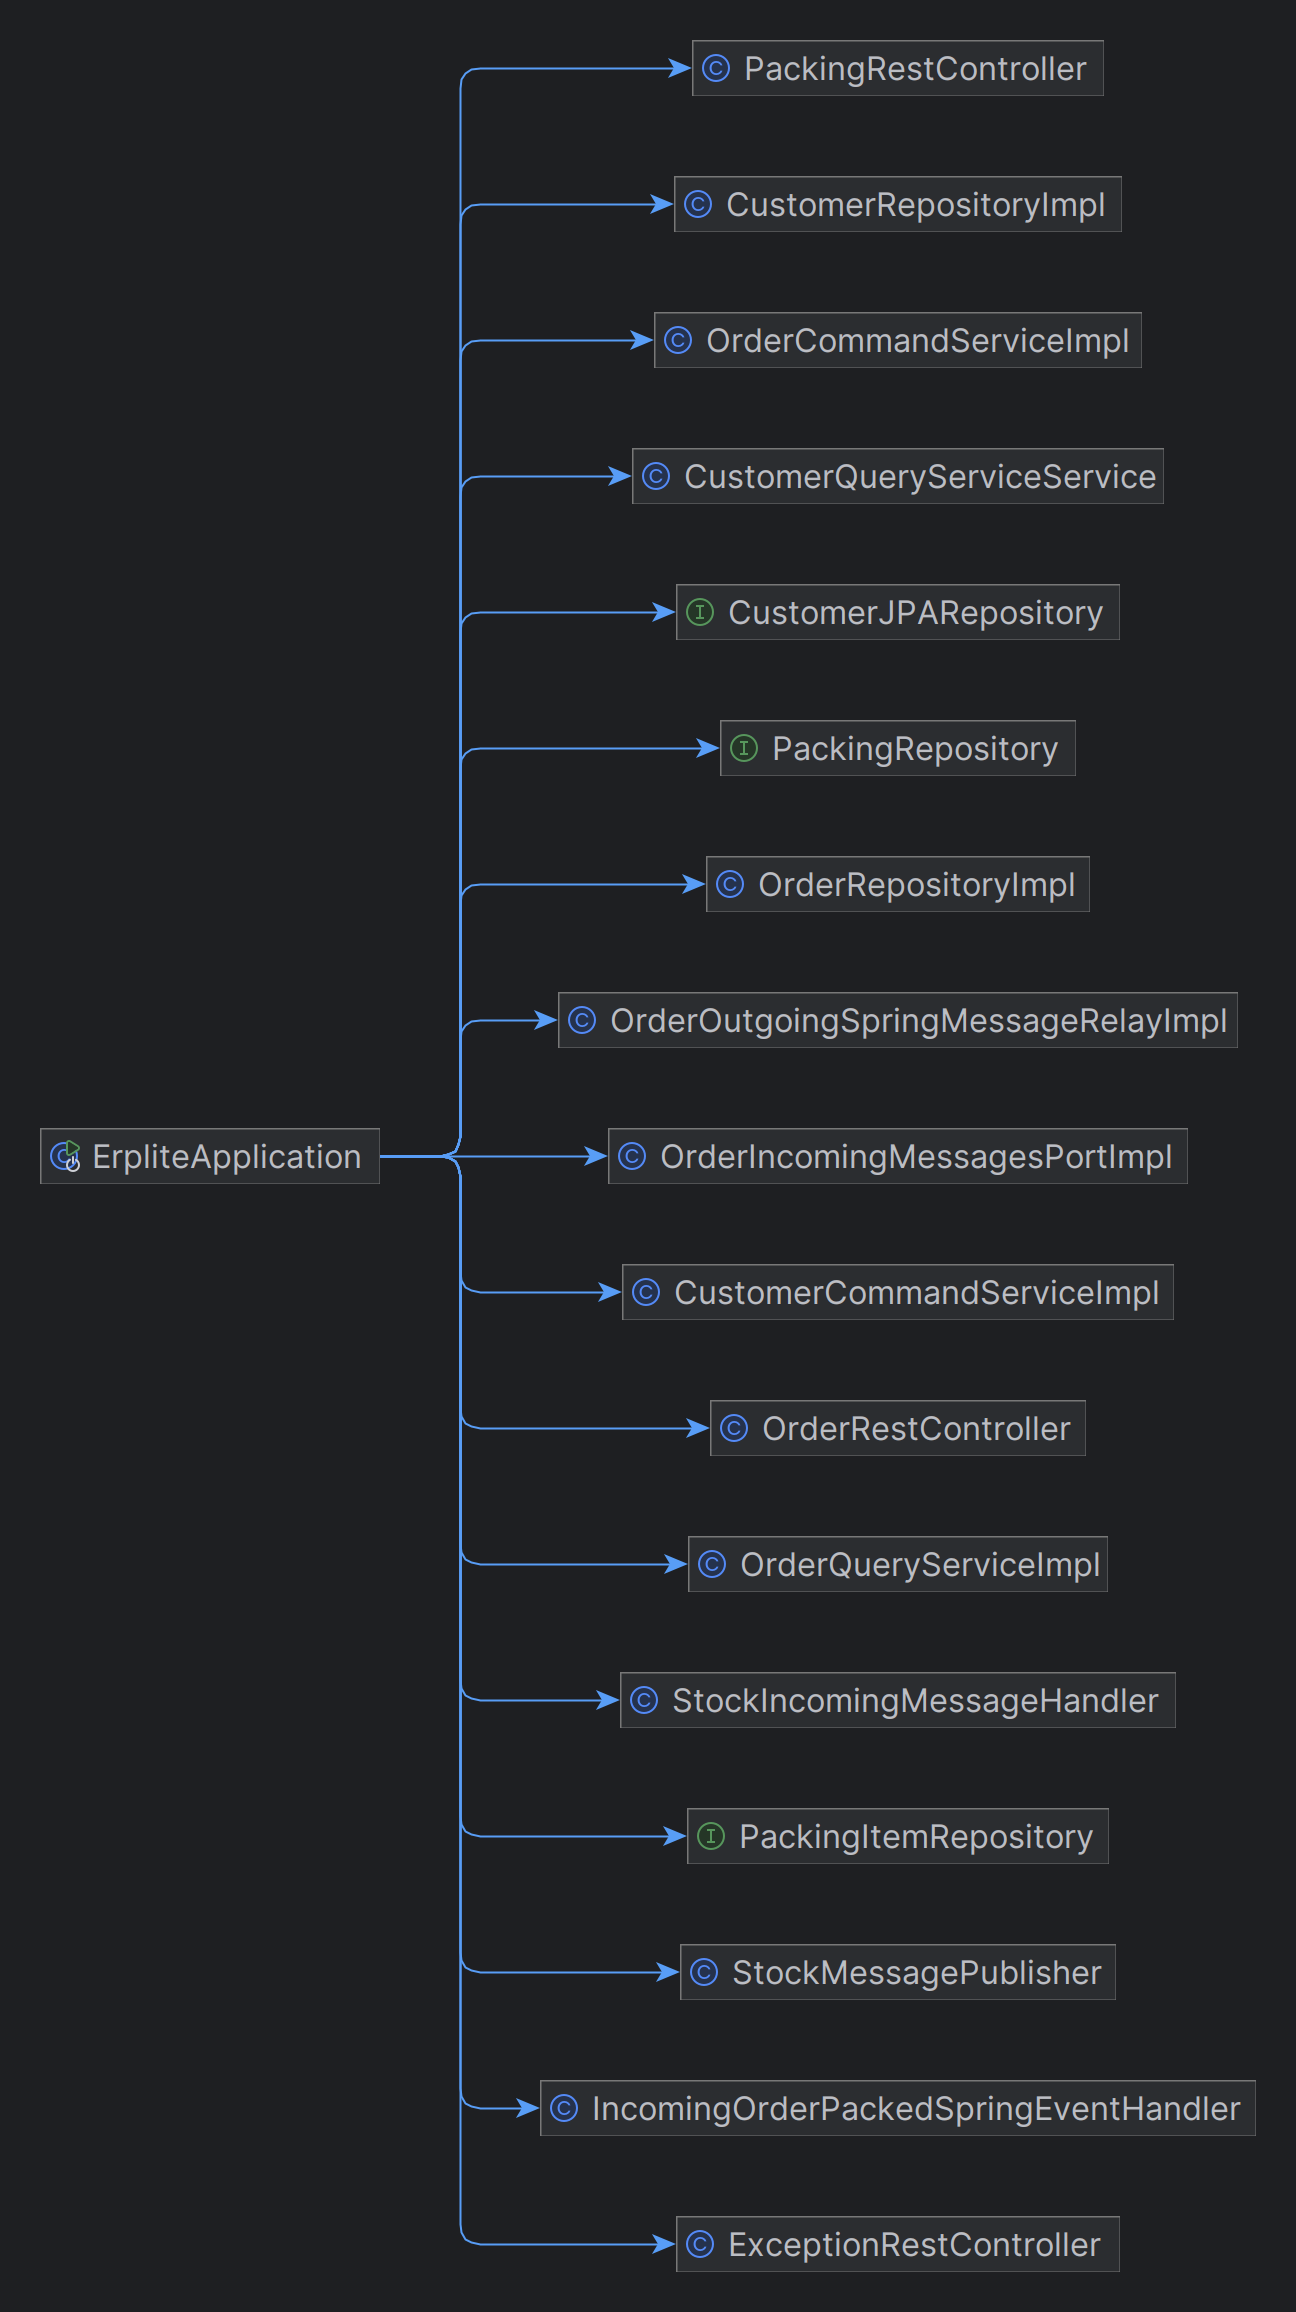 PackingRestController
CustomerRepositoryImpl
OrderCommandServiceImpl
CustomerQueryServiceService
CustomerJPARepository
PackingRepository
OrderRepositoryImpl
OrderOutgoingSpringMessageRelayImpl
ErpliteApplication
OrderIncomingMessagesPortImpl
CustomerCommandServiceImpl
OrderRestController
OrderQueryServiceImpl
StockIncomingMessageHandler
PackingItemRepository
StockMessagePublisher
IncomingOrderPackedSpringEventHandler
ExceptionRestController